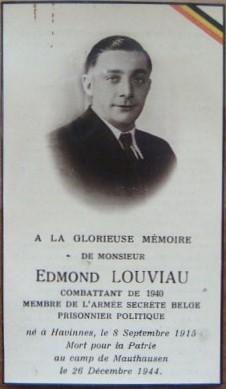 A LA GLORIEUSE MÉMOIRE
DE MONSIEUR
EDMOND LOUVIAU
COMBATTANT DE 1940
MEMBRE DE L'ARMÉE SECRÈTE BELGE
PRISONNIER POLITIQUE
né à Havinnes, le 8 Septembre 1915
Mort pour la Patrie
au camp de Mauthausen
le 26 Décembre 1944.